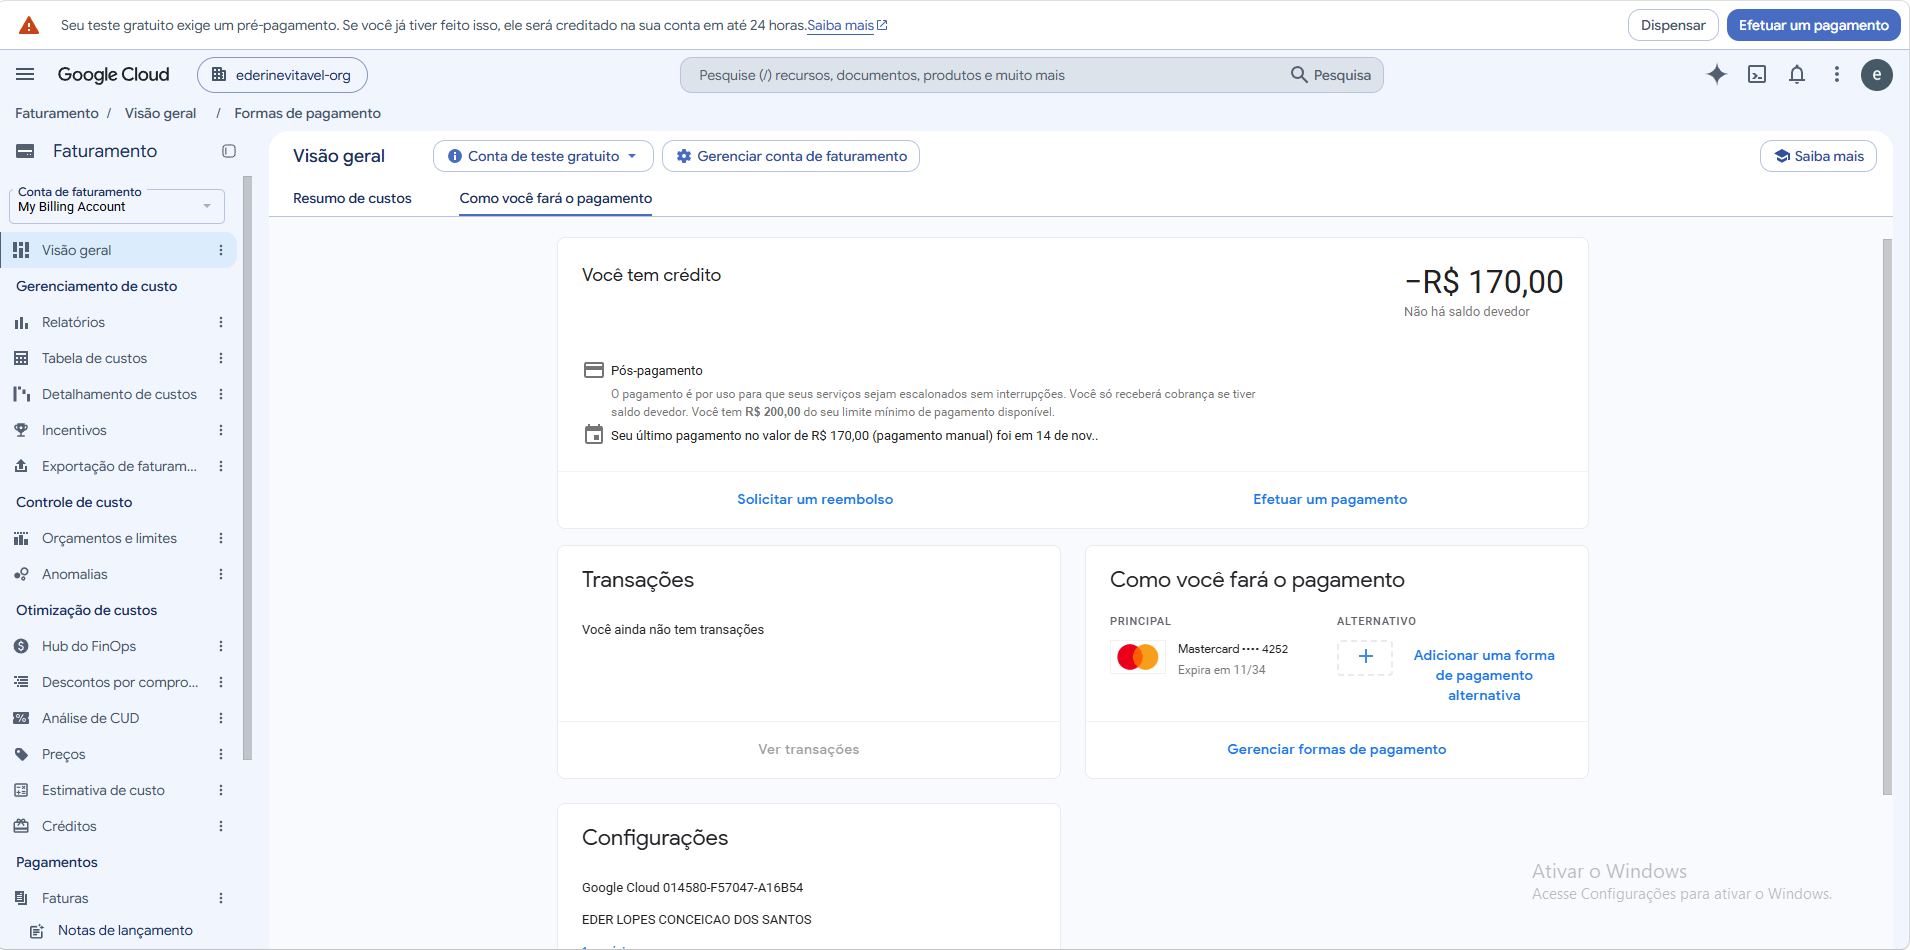 Seu teste gratuito exige um pré-pagamento. Se você já tiver feito isso, ele será creditado na sua conta em até 24 horas. Saiba mais
Dispensar
Efetuar um pagamento
Google Cloud
ederinevitavel-org
Pesquise (/) recursos, documentos, produtos e muito mais
Pesquisa
e
Faturamento / Visão geral / Formas de pagamento
Faturamento
Conta de faturamento
My Billing Account
Visão geral
Gerenciamento de custo
Relatórios
Tabela de custos
Detalhamento de custos
Incentivos
Exportação de faturam...
Controle de custo
Orçamentos e limites
Anomalias
Otimização de custos
Hub do FinOps
Descontos por compro...
Análise de CUD
Preços
Estimativa de custo
Créditos
Pagamentos
Faturas
Notas de lançamento
Visão geral
Conta de teste gratuito
Gerenciar conta de faturamento
Saiba mais
Resumo de custos
Como você fará o pagamento
Você tem crédito
−R$ 170,00
Não há saldo devedor
Pós-pagamento
O pagamento é por uso para que seus serviços sejam escalonados sem interrupções. Você só receberá cobrança se tiver
saldo devedor. Você tem R$ 200,00 do seu limite mínimo de pagamento disponível.
Seu último pagamento no valor de R$ 170,00 (pagamento manual) foi em 14 de nov..
Solicitar um reembolso
Efetuar um pagamento
Transações
Você ainda não tem transações
Ver transações
Como você fará o pagamento
PRINCIPAL
Mastercard •••• 4252
Expira em 11/34
ALTERNATIVO
Adicionar uma forma
de pagamento
alternativa
Gerenciar formas de pagamento
Configurações
Google Cloud 014580-F57047-A16B54
EDER LOPES CONCEICAO DOS SANTOS
Ativar o Windows
Acesse Configurações para ativar o Windows.